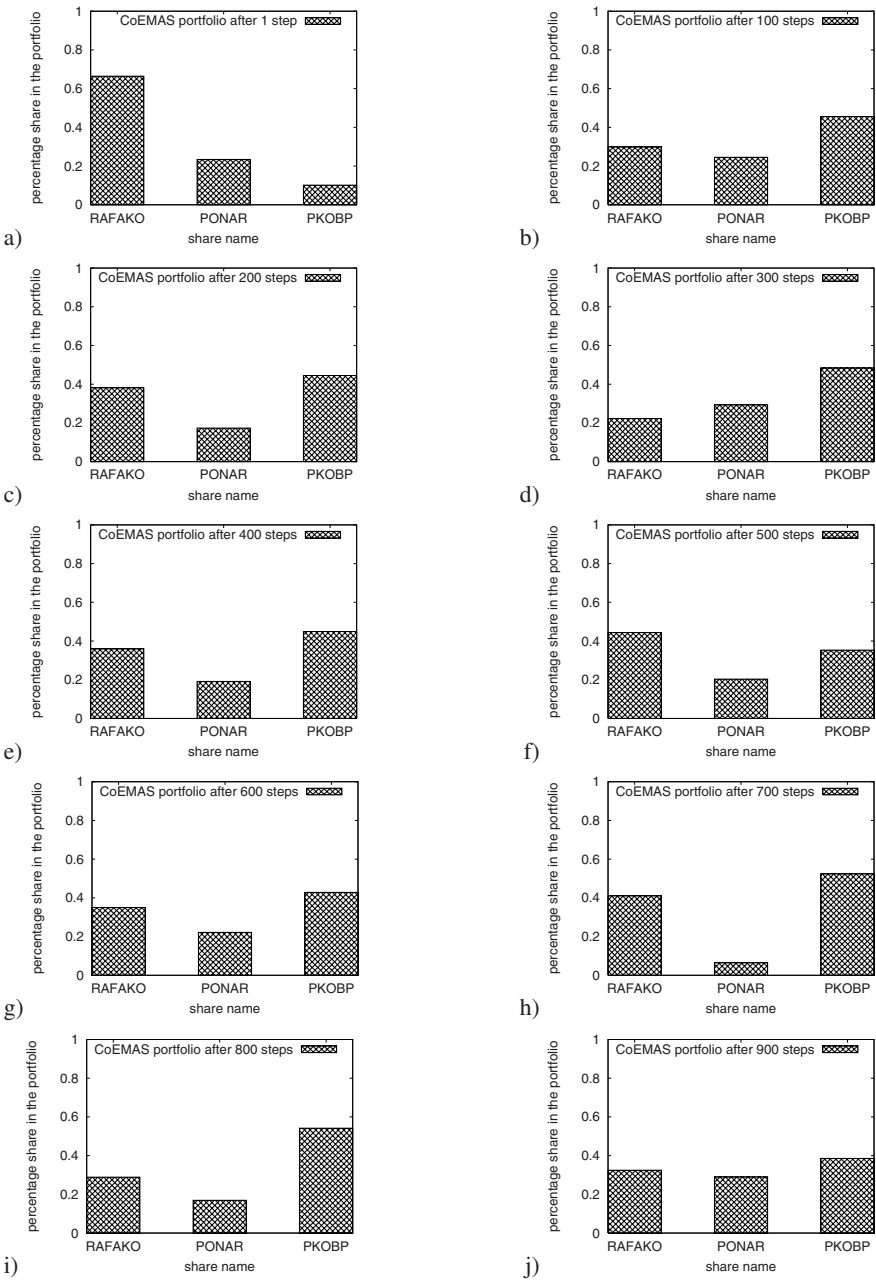 CoEMAS portfolio after 1 step
percentage share in the portfolio
1
0.8
0.6
0.4
0.2
0
RAFAKO PONAR PKOBP
share name
a)
CoEMAS portfolio after 100 steps
percentage share in the portfolio
1
0.8
0.6
0.4
0.2
0
RAFAKO PONAR PKOBP
share name
b)
CoEMAS portfolio after 200 steps
percentage share in the portfolio
1
0.8
0.6
0.4
0.2
0
RAFAKO PONAR PKOBP
share name
c)
CoEMAS portfolio after 300 steps
percentage share in the portfolio
1
0.8
0.6
0.4
0.2
0
RAFAKO PONAR PKOBP
share name
d)
CoEMAS portfolio after 400 steps
percentage share in the portfolio
1
0.8
0.6
0.4
0.2
0
RAFAKO PONAR PKOBP
share name
e)
CoEMAS portfolio after 500 steps
percentage share in the portfolio
1
0.8
0.6
0.4
0.2
0
RAFAKO PONAR PKOBP
share name
f)
CoEMAS portfolio after 600 steps
percentage share in the portfolio
1
0.8
0.6
0.4
0.2
0
RAFAKO PONAR PKOBP
share name
g)
CoEMAS portfolio after 700 steps
percentage share in the portfolio
1
0.8
0.6
0.4
0.2
0
RAFAKO PONAR PKOBP
share name
h)
CoEMAS portfolio after 800 steps
percentage share in the portfolio
1
0.8
0.6
0.4
0.2
0
RAFAKO PONAR PKOBP
share name
i)
CoEMAS portfolio after 900 steps
percentage share in the portfolio
1
0.8
0.6
0.4
0.2
0
RAFAKO PONAR PKOBP
share name
j)